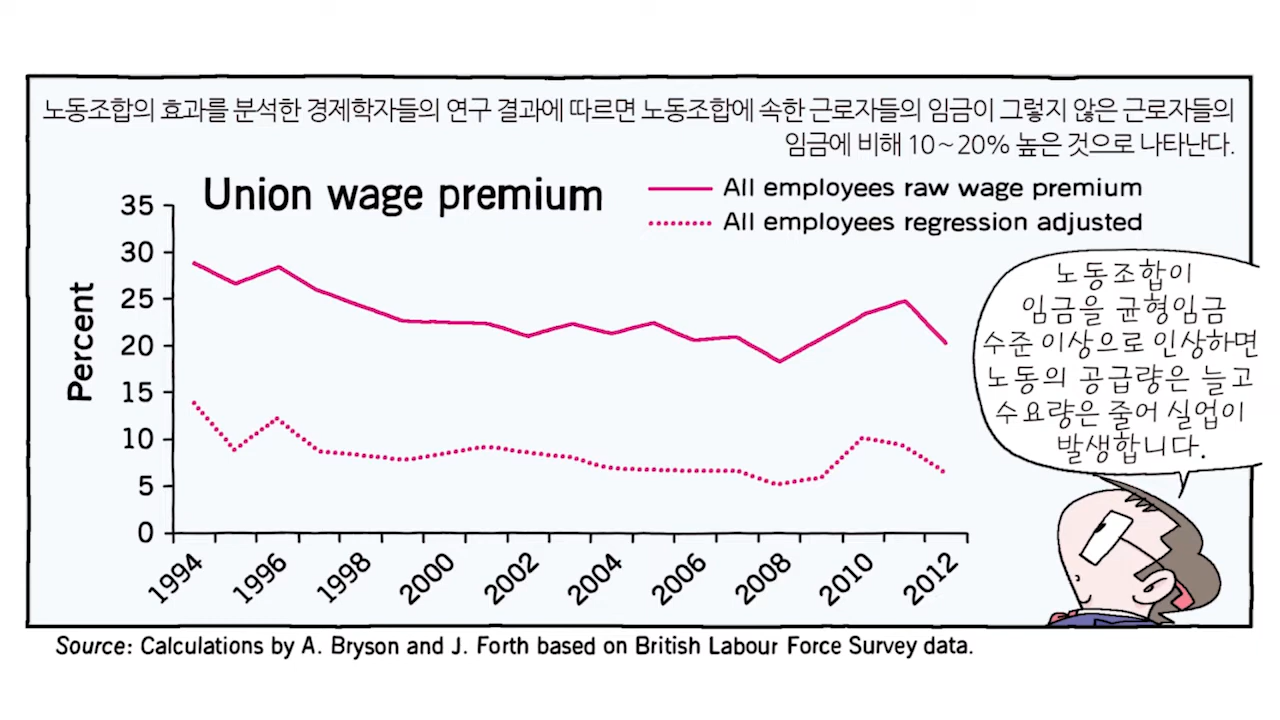 노동조합의 효과를 분석한 경제학자들의 연구 결과에 따르면 노동조합에 속한 근로자들의 임금이 그렇지 않은 근로자들의
임금에 비해 10~20% 높은 것으로 나타난다.
Union wage premium
All employees raw wage premium
All employees regression adjusted
Percent
35
30
25
20
15
10
5
0
1994
1996
1998
2000
2002
2004
2006
2008
2010
2012
노동조합이
임금을 균형임금
수준 이상으로 인상하면
노동의 공급량은 늘고
수요량은 줄어 실업이
발생합니다.
Source: Calculations by A. Bryson and J. Forth based on British Labour Force Survey data.